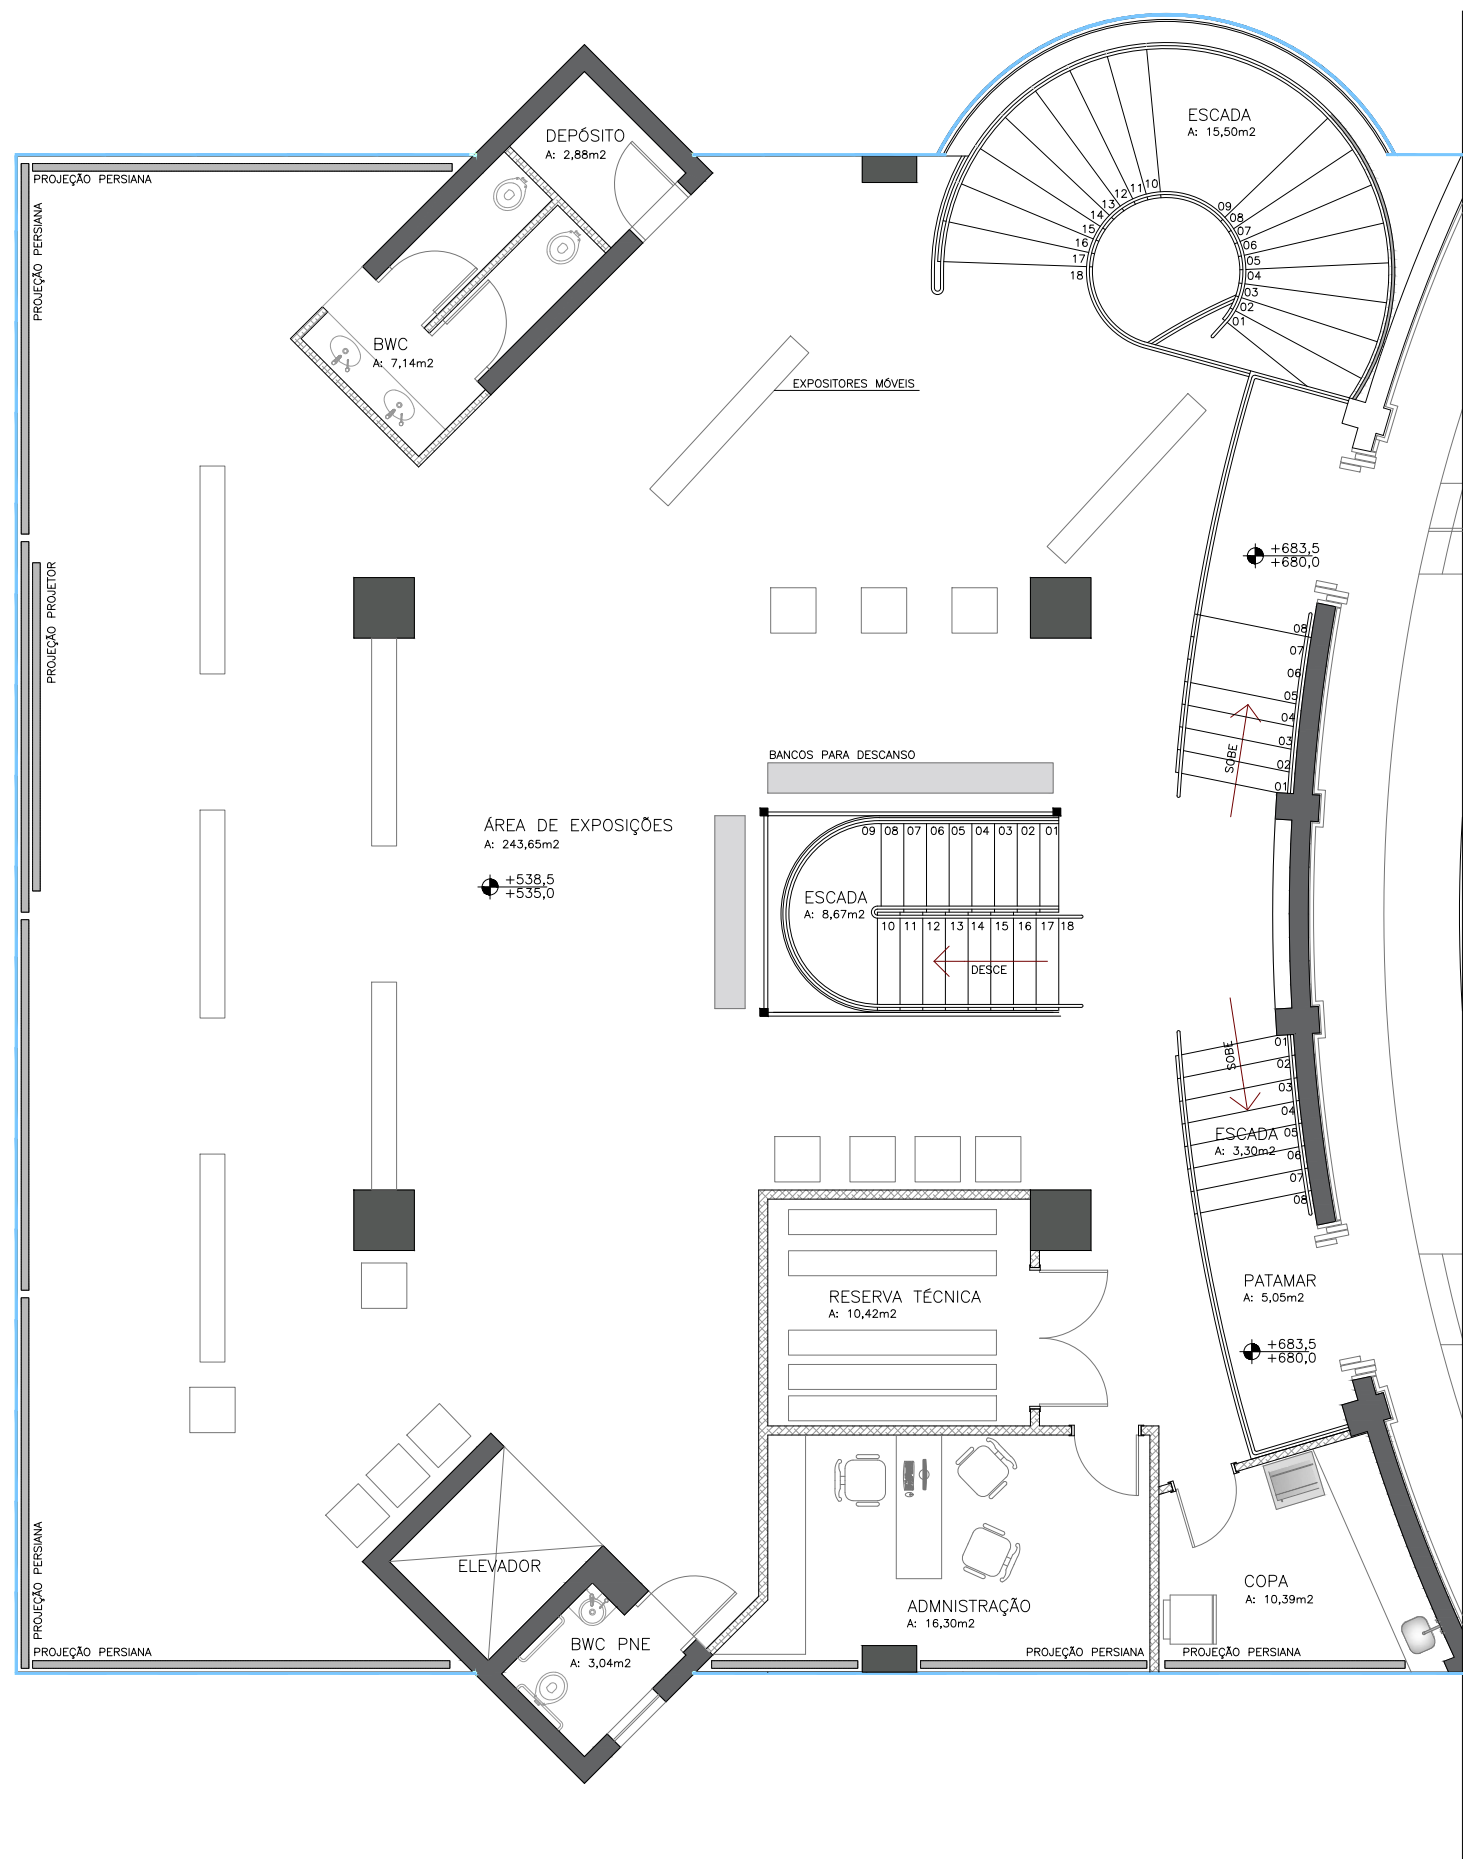 ESCADA
A: 15,50m2
DEPÓSITO
A: 2,88m2
PROJEÇÃO PERSIANA
PROJEÇÃO PERSIANA
10
11
12
13
14
15
16
17
18
09
08
07
06
05
04
03
02
01
BWC
A: 7,14m2
EXPOSITORES MÓVEIS
+683,5
+680,0
PROJEÇÃO PROJETOR
08
07
06
05
04
03
02
01
SOBE
BANCOS PARA DESCANSO
ÁREA DE EXPOSIÇÕES
A: 243,65m2
+538,5
+535,0
09 08 07 06 05 04 03 02 01
ESCADA
A: 8,67m2
10 11 12 13 14 15 16 17 18
DESCE
SOBE
01
02
03
04
05
06
07
08
ESCADA
A: 3,30m2
PATAMAR
A: 5,05m2
+683,5
+680,0
RESERVA TÉCNICA
A: 10,42m2
ELEVADOR
ADMNISTRAÇÃO
A: 16,30m2
COPA
A: 10,39m2
BWC PNE
A: 3,04m2
PROJEÇÃO PERSIANA
PROJEÇÃO PERSIANA
PROJEÇÃO PERSIANA
PROJEÇÃO PERSIANA